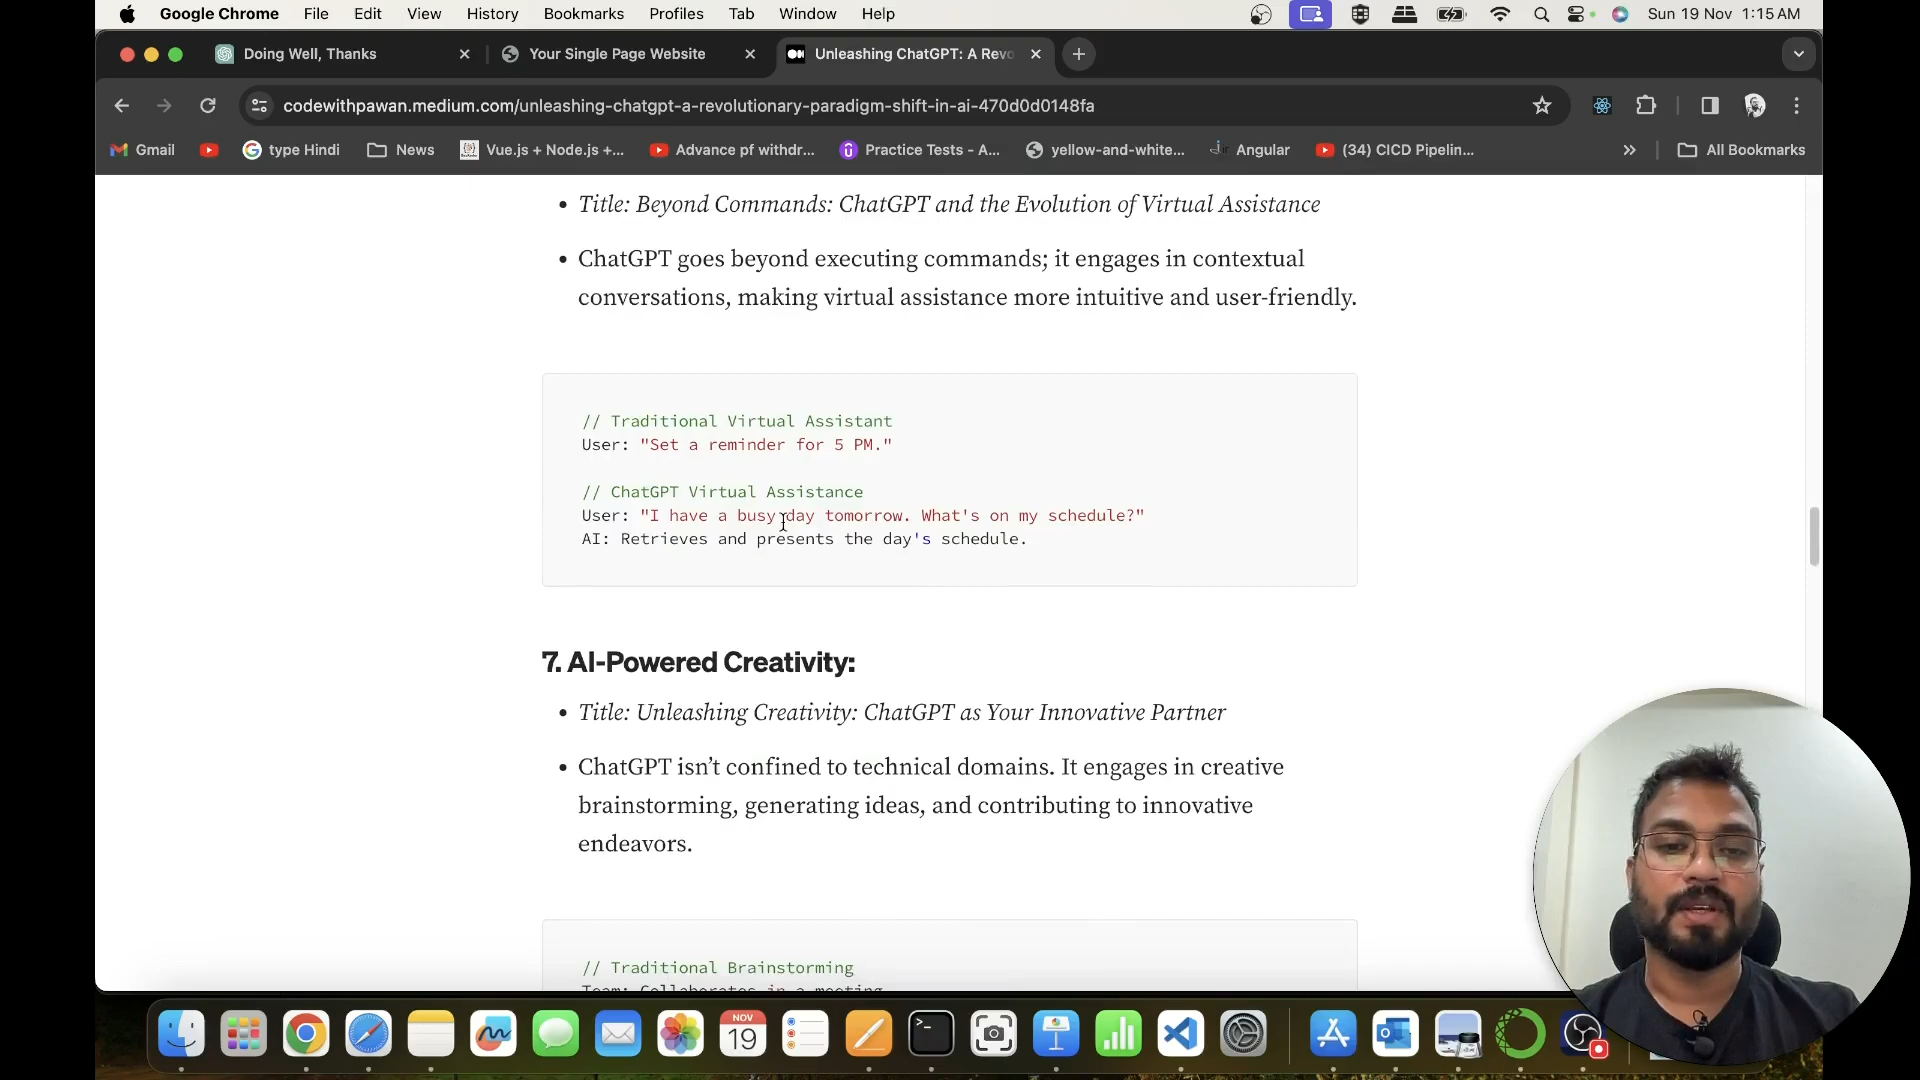 Google Chrome File Edit View History Bookmarks Profiles Tab Window Help Sun 19 Nov 1:15 AM
Doing Well, Thanks Your Single Page Website Unleashing ChatGPT: A Revo
codewithpawan.medium.com/unleashing-chatgpt-a-revolutionary-paradigm-shift-in-ai-470d0d0148fa
Gmail type Hindi News Vue.js + Node.js +... Advance pf withdr... Practice Tests - A... yellow-and-white... Angular (34) CICD Pipelin... » All Bookmarks
• Title: Beyond Commands: ChatGPT and the Evolution of Virtual Assistance
• ChatGPT goes beyond executing commands; it engages in contextual
conversations, making virtual assistance more intuitive and user-friendly.
// Traditional Virtual Assistant
User: "Set a reminder for 5 PM."
// ChatGPT Virtual Assistance
User: "I have a busy day tomorrow. What's on my schedule?"
AI: Retrieves and presents the day's schedule.
7. AI-Powered Creativity:
• Title: Unleashing Creativity: ChatGPT as Your Innovative Partner
• ChatGPT isn’t confined to technical domains. It engages in creative
brainstorming, generating ideas, and contributing to innovative
endeavors.
// Traditional Brainstorming
Team: Collaborates in a meeting
NOV
19